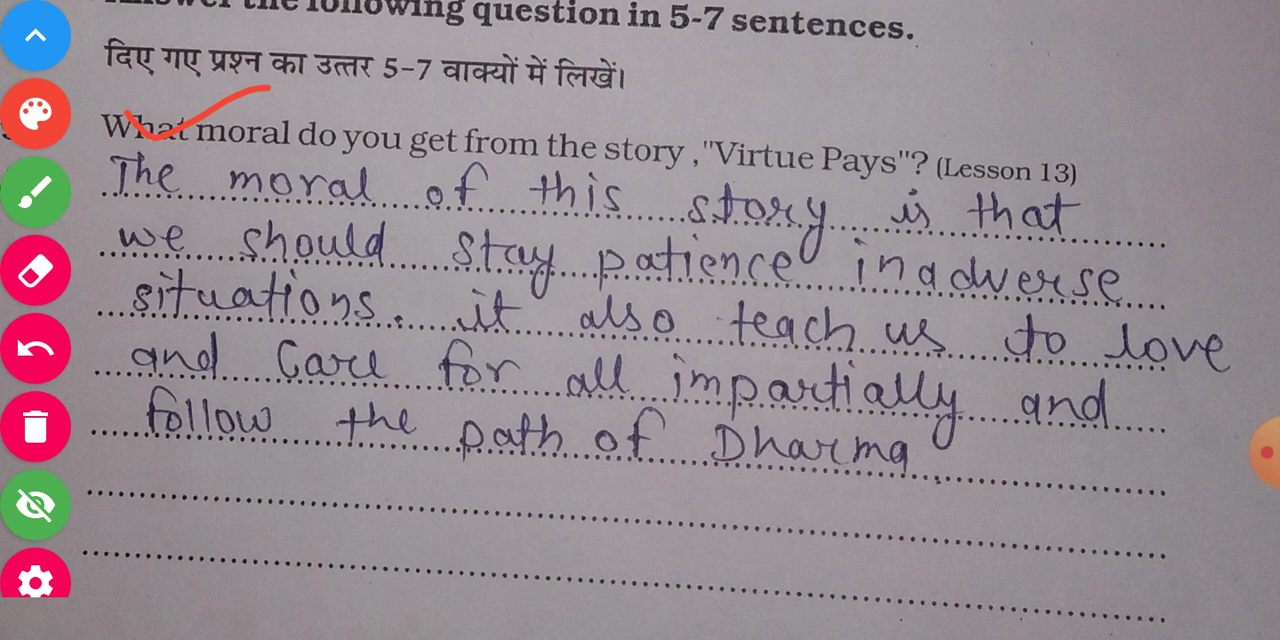 Answer the following question in 5-7 sentences.
दिए गए प्रश्न का उत्तर 5-7 वाक्यों में लिखें।
What moral do you get from the story ,"Virtue Pays"? (Lesson 13)
The moral of this story is that
we should stay patience in adverse
situations. it also teach us to love
and care for all impartially and
follow the path of Dharma